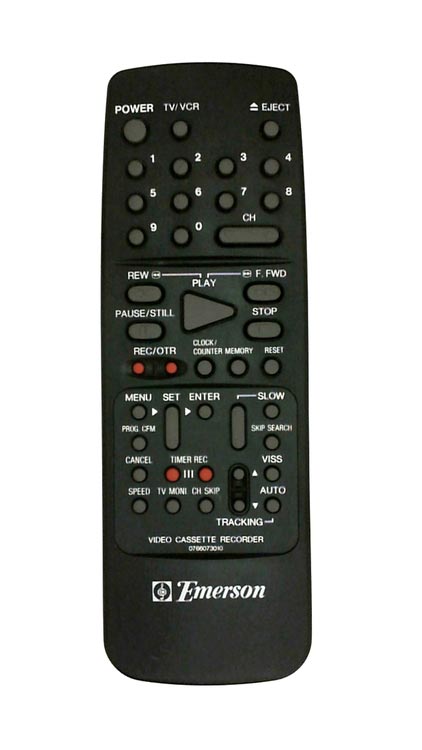 POWER TV/VCR ⏏ EJECT
1 2 3 4
5 6 7 8
9 0 CH
REW F. FWD
PLAY
PAUSE/STILL STOP
REC/OTR CLOCK/
COUNTER MEMORY RESET
MENU SET ENTER SLOW
PROG. CFM SKIP SEARCH
CANCEL TIMER REC VISS
SPEED TV MONI CH SKIP AUTO
TRACKING
VIDEO CASSETTE RECORDER
0766073010
Emerson